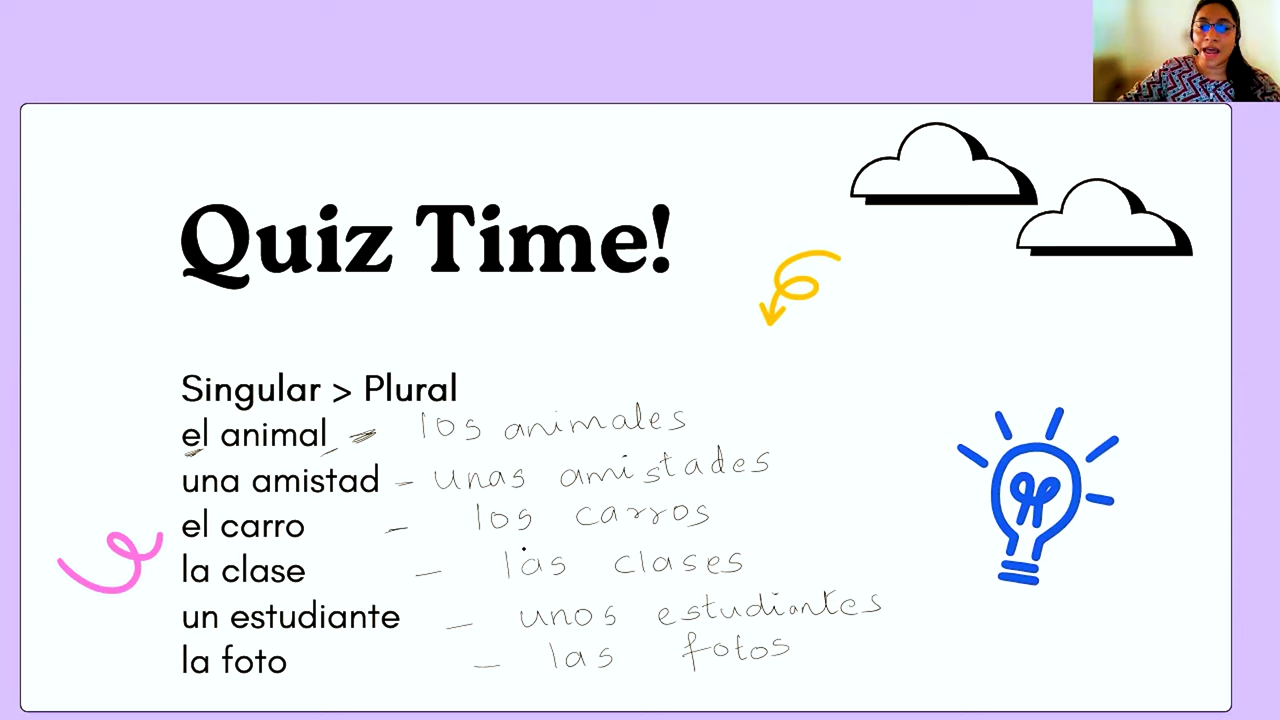 Quiz Time!
Singular > Plural
el animal - los animales
una amistad - unas amistades
el carro - los carros
la clase - las clases
un estudiante - unos estudiantes
la foto - las fotos